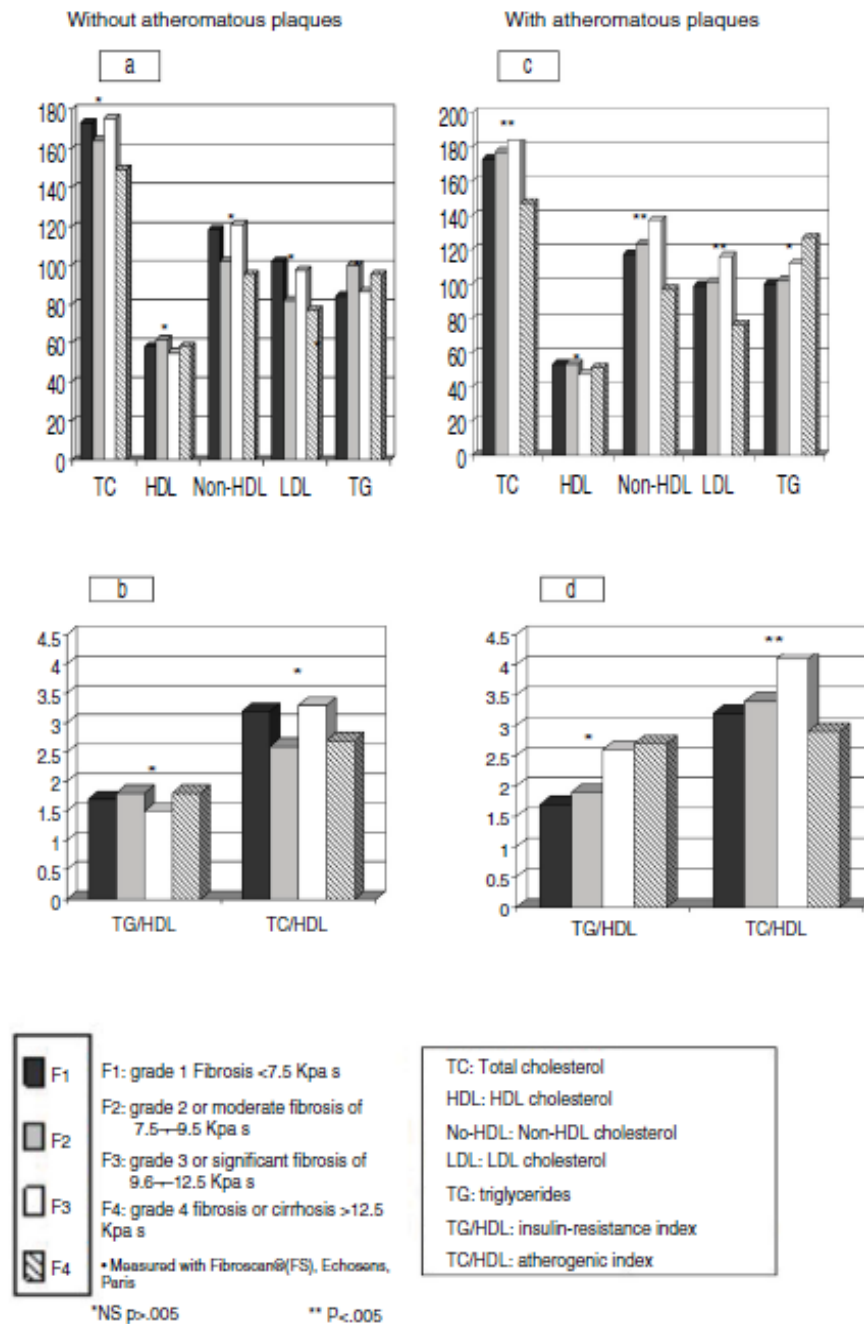 Without atheromatous plaques
With atheromatous plaques
a
c
180
160
140
120
100
80
60
40
20
0
*
*
*
*
*
TC HDL Non-HDL LDL TG
200
180
160
140
120
100
80
60
40
20
0
**
*
**
**
*
TC HDL Non-HDL LDL TG
b
d
4.5
4
3.5
3
2.5
2
1.5
1
0.5
0
*
*
TG/HDL TC/HDL
4.5
4
3.5
3
2.5
2
1.5
1
0.5
0
*
**
TG/HDL TC/HDL
F1
F2
F3
F4
F1: grade 1 Fibrosis <7.5 Kpa s
F2: grade 2 or moderate fibrosis of
7.5–9.5 Kpa s
F3: grade 3 or significant fibrosis of
9.6–12.5 Kpa s
F4: grade 4 fibrosis or cirrhosis >12.5
Kpa s
• Measured with Fibroscan®(FS), Echosens,
Paris
*NS p>.005 ** P<.005
TC: Total cholesterol
HDL: HDL cholesterol
No-HDL: Non-HDL cholesterol
LDL: LDL cholesterol
TG: triglycerides
TG/HDL: insulin-resistance index
TC/HDL: atherogenic index